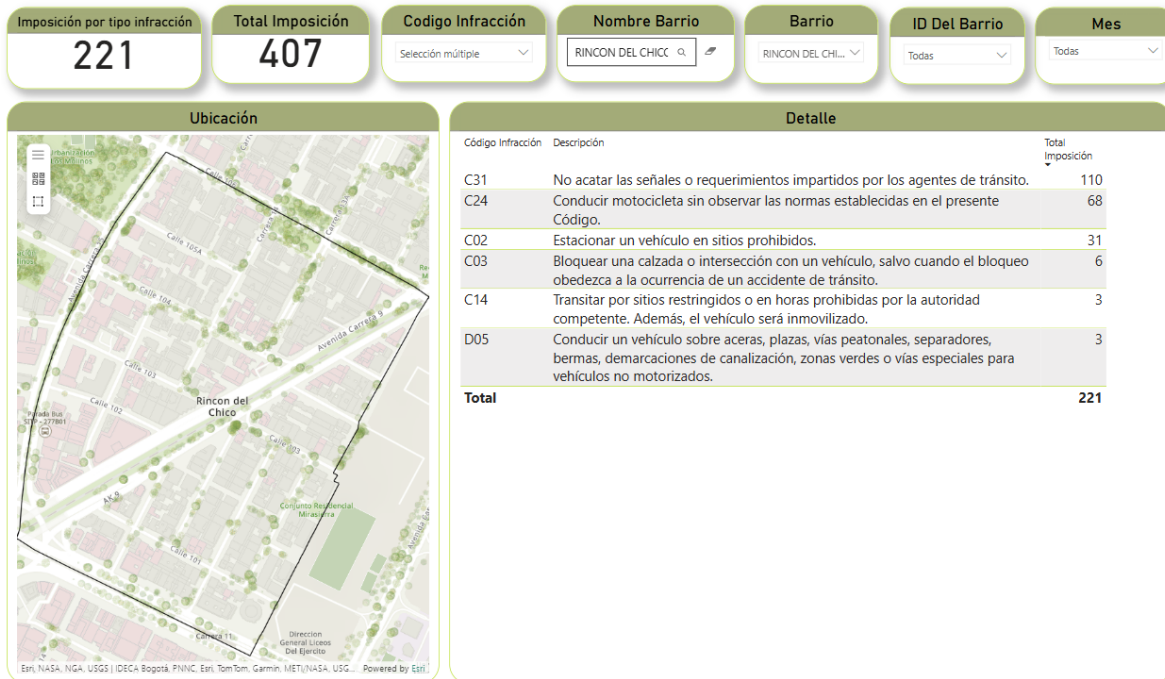 Imposición por tipo infracción
221
Total Imposición
407
Codigo Infracción
Selección múltiple
Nombre Barrio
RINCON DEL CHICC
Barrio
RINCON DEL CHI...
ID Del Barrio
Todas
Mes
Todas
Ubicación
Calle 105A
Calle 104
Avenida Carrera 9
Calle 103
Calle 102
Rincon del
Chico
Parada Bus
SITP - 277B01
Calle 103
AK 9
Conjunto Residencial
Mirasierra
Calle 101
Carrera 11
Direccion
General Liceos
Del Ejercito
Esri, NASA, NGA, USGS | IDECA Bogotá, PNNC, Esri, TomTom, Garmin, METI/NASA, USG... Powered by Esri
Detalle
Código Infracción Descripción Total
Imposición
C31 No acatar las señales o requerimientos impartidos por los agentes de tránsito. 110
C24 Conducir motocicleta sin observar las normas establecidas en el presente 68
Código.
C02 Estacionar un vehículo en sitios prohibidos. 31
C03 Bloquear una calzada o intersección con un vehículo, salvo cuando el bloqueo 6
obedezca a la ocurrencia de un accidente de tránsito.
C14 Transitar por sitios restringidos o en horas prohibidas por la autoridad 3
competente. Además, el vehículo será inmovilizado.
D05 Conducir un vehículo sobre aceras, plazas, vías peatonales, separadores, 3
bermas, demarcaciones de canalización, zonas verdes o vías especiales para
vehículos no motorizados.
Total 221